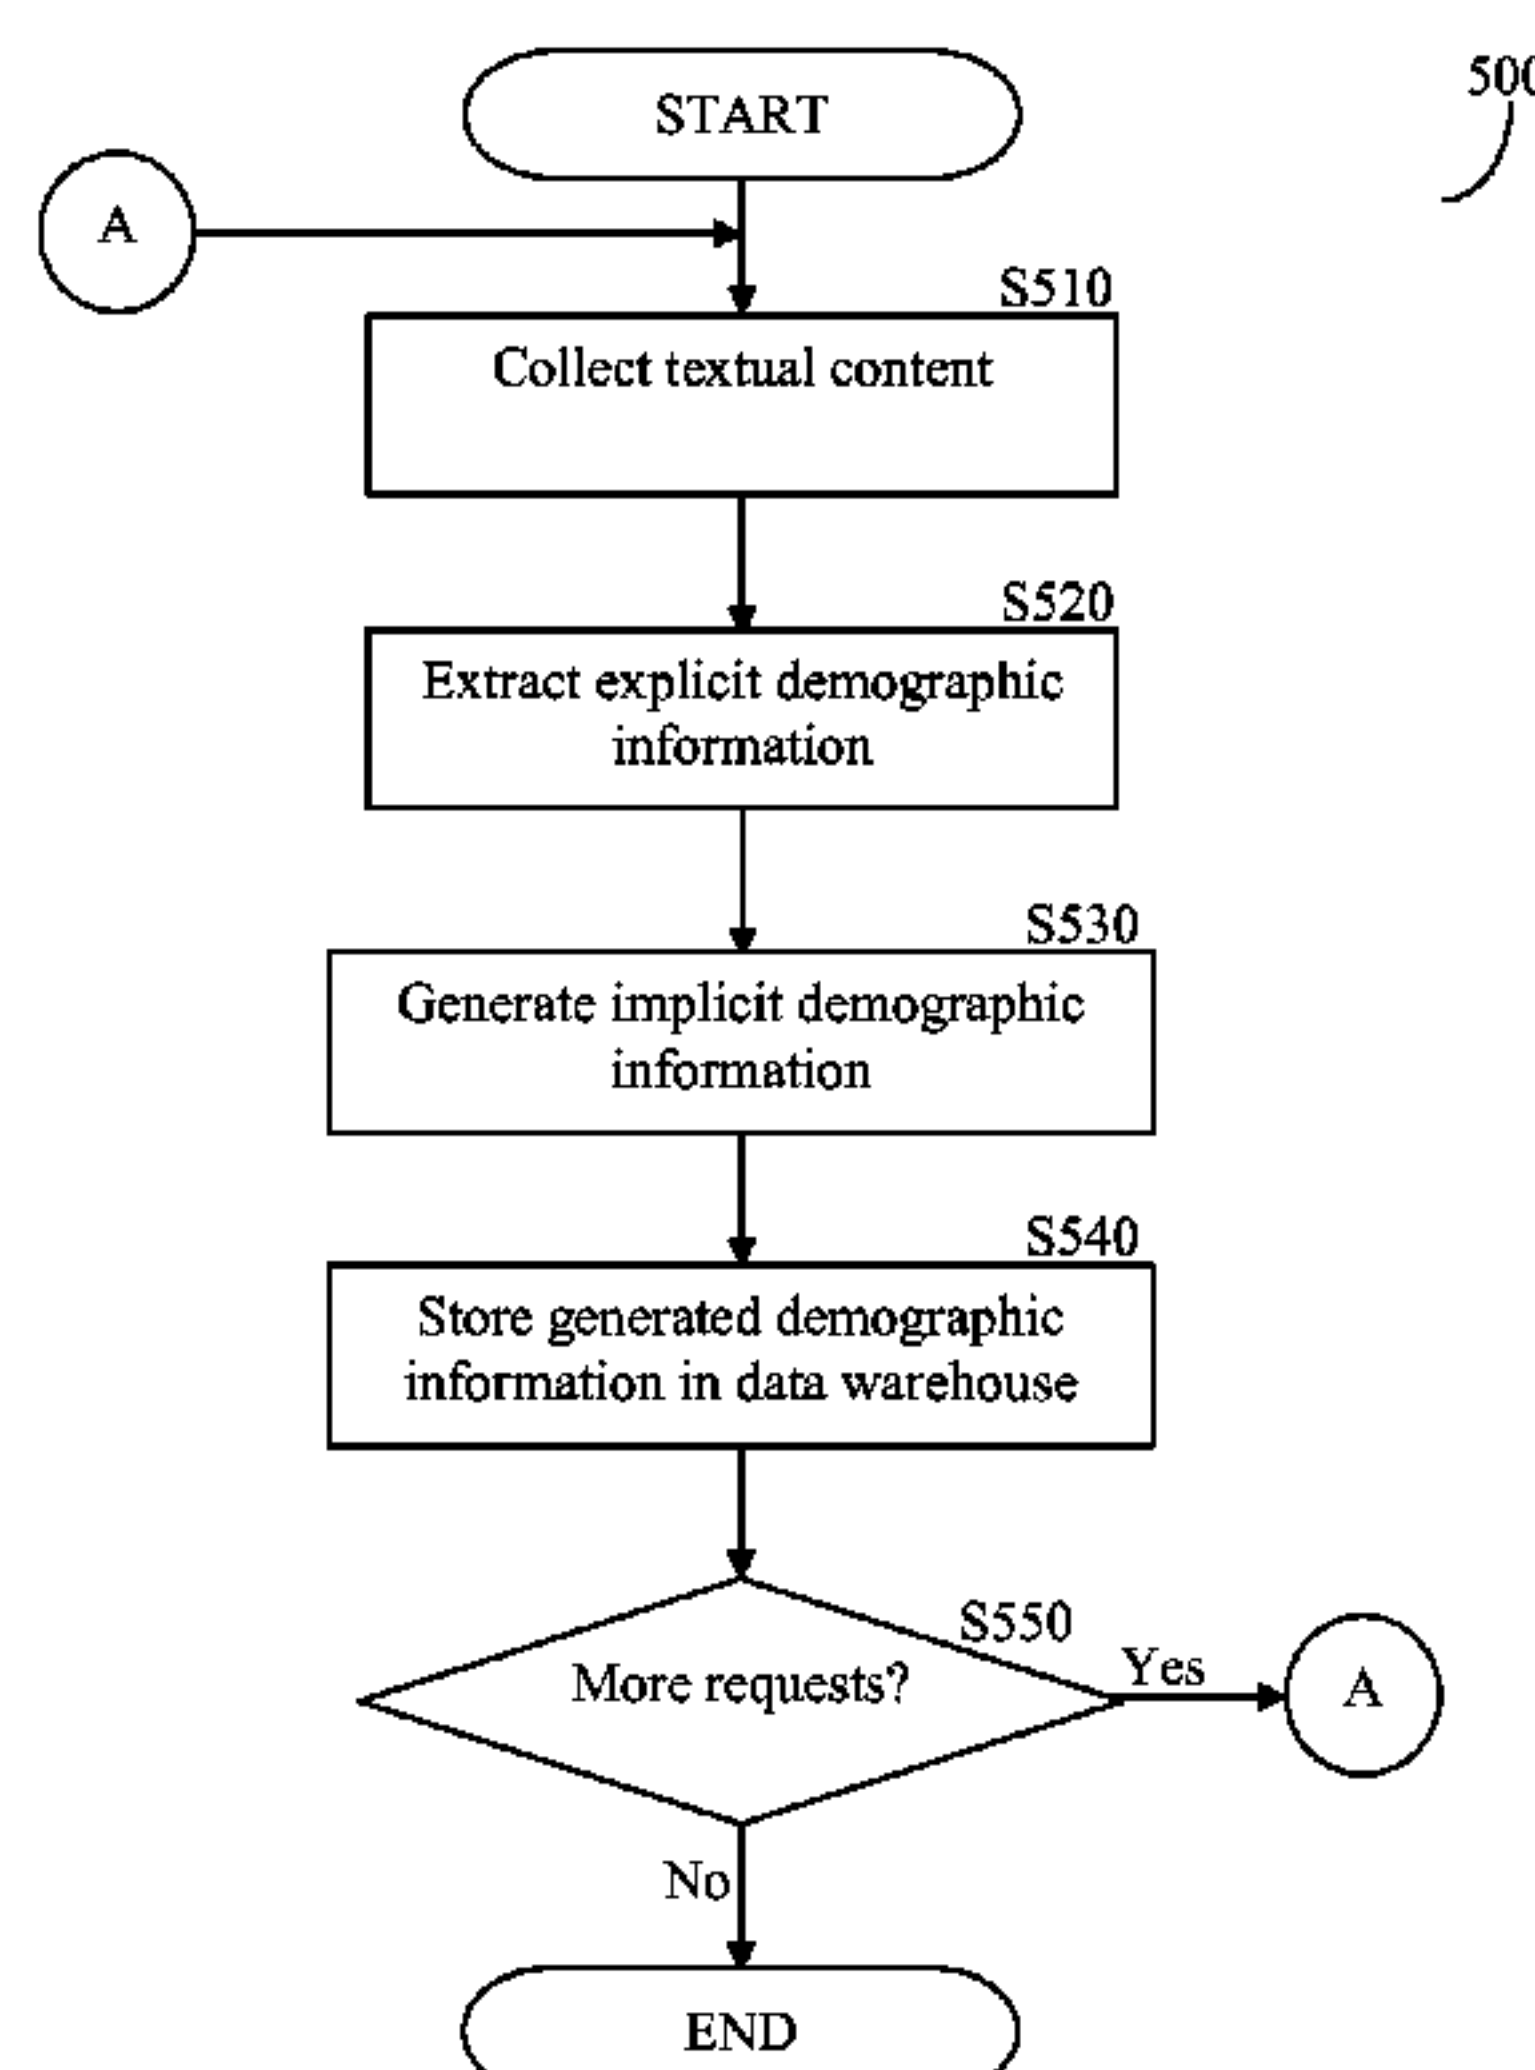 START
500
A
S510
Collect textual content
S520
Extract explicit demographic
information
S530
Generate implicit demographic
information
S540
Store generated demographic
information in data warehouse
S550
More requests?
Yes
A
No
END